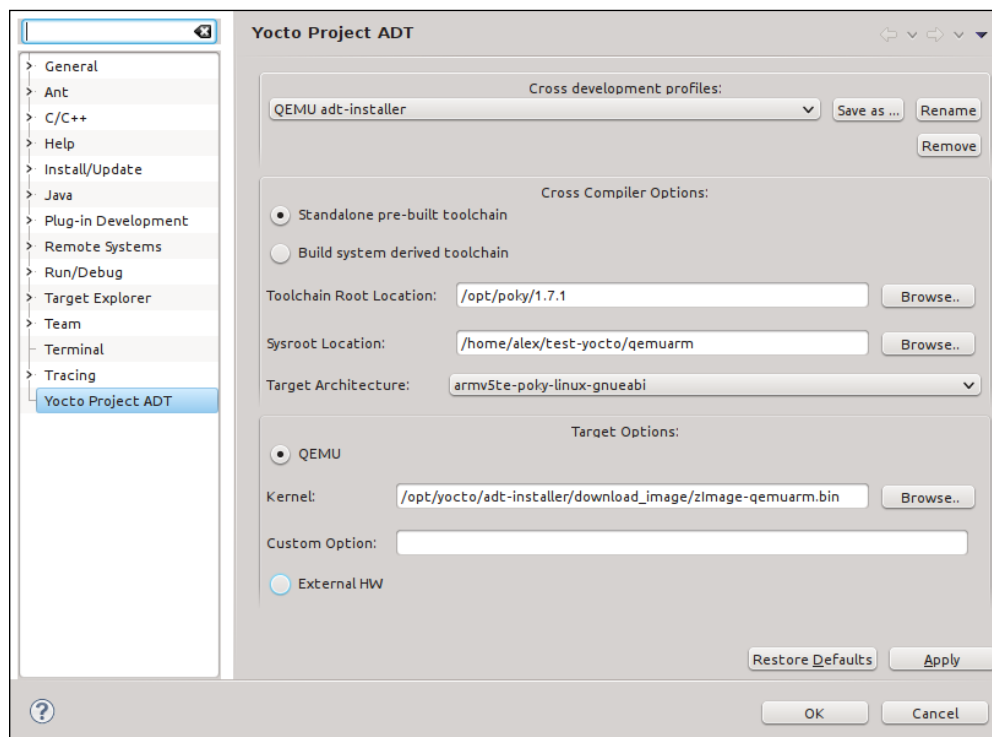 Yocto Project ADT
General
Ant
C/C++
Help
Install/Update
Java
Plug-in Development
Remote Systems
Run/Debug
Target Explorer
Team
Terminal
Tracing
Yocto Project ADT
Cross development profiles:
QEMU adt-installer Save as ... Rename
Remove
Cross Compiler Options:
Standalone pre-built toolchain
Build system derived toolchain
Toolchain Root Location: /opt/poky/1.7.1 Browse..
Sysroot Location: /home/alex/test-yocto/qemuarm Browse..
Target Architecture: armv5te-poky-linux-gnueabi
Target Options:
QEMU
Kernel: /opt/yocto/adt-installer/download_image/zImage-qemuarm.bin Browse..
Custom Option:
External HW
Restore Defaults Apply
? OK Cancel